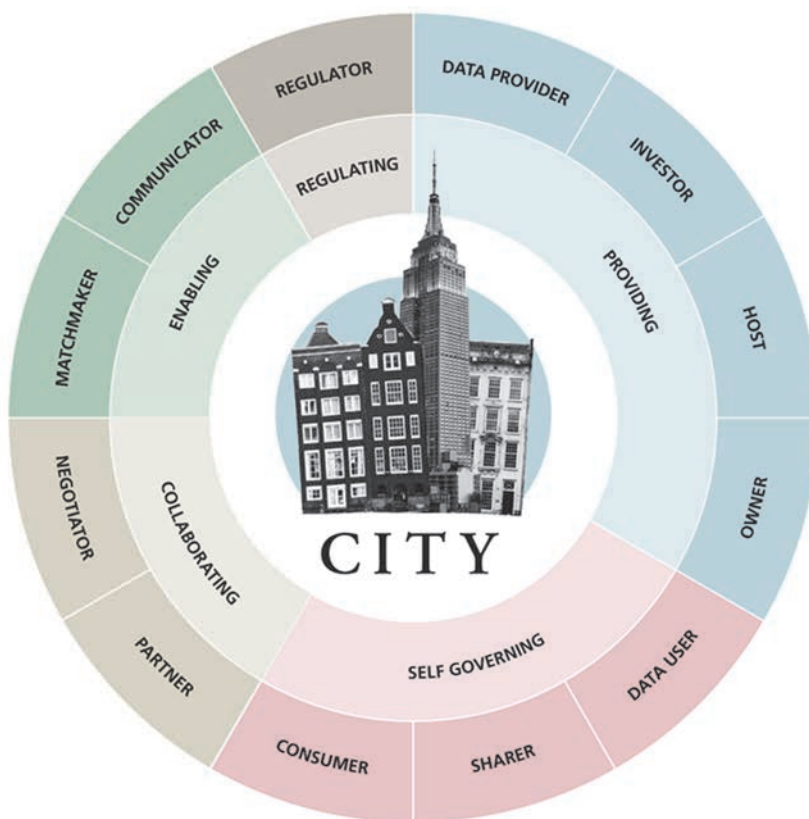 REGULATOR
DATA PROVIDER
INVESTOR
HOST
OWNER
DATA USER
SHARER
CONSUMER
PARTNER
NEGOTIATOR
MATCHMAKER
COMMUNICATOR
REGULATING
PROVIDING
SELF GOVERNING
COLLABORATING
ENABLING
CITY